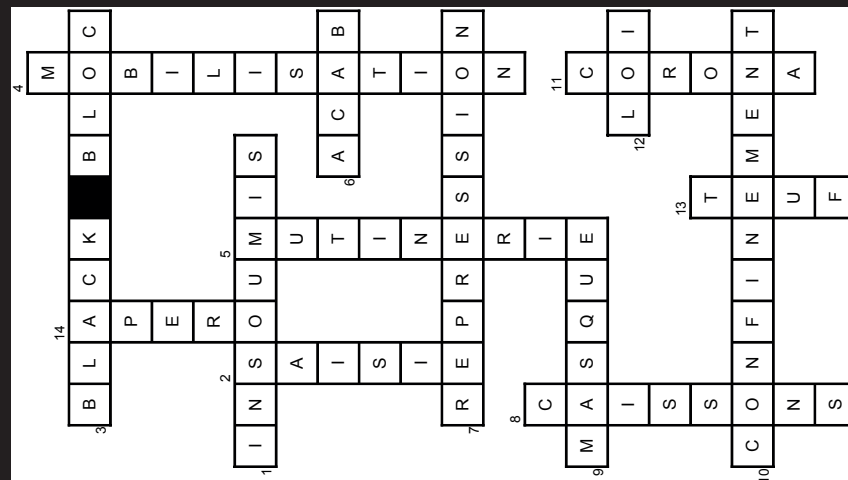 4 MOBILISATION
3 BLACK BLOC
14 APERO
5 MUTINERIE
2 SAISIE
1 INSOUMIS
6 ACAB
7 REPRESSION
8 CAISSONS
11 CORONA
9 MASQUE
12 LOI
13 TEUF
10 CONFINEMENT